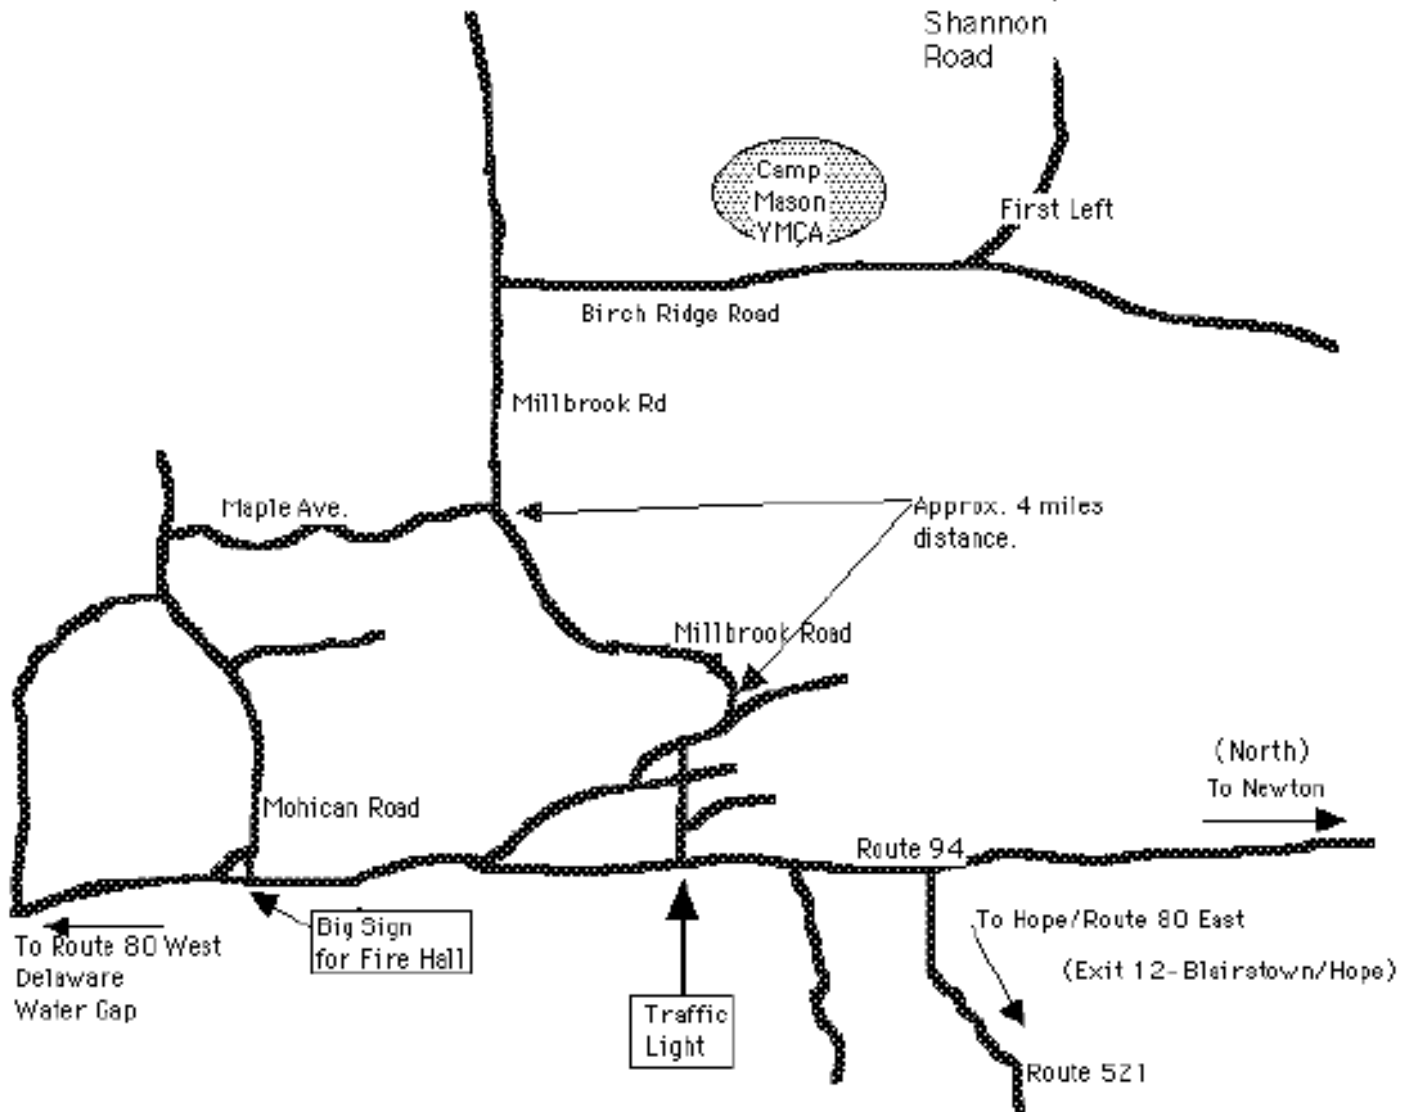 Shannon
Road
Camp
Mason
YMCA
First Left
Birch Ridge Road
Millbrook Rd
Maple Ave.
Approx. 4 miles
distance.
Millbrook Road
(North)
To Newton
Mohican Road
Route 94
Big Sign
for Fire Hall
To Route 80 West
Delaware
Water Gap
To Hope/Route 80 East
(Exit 12-Blairstown/Hope)
Traffic
Light
Route 521